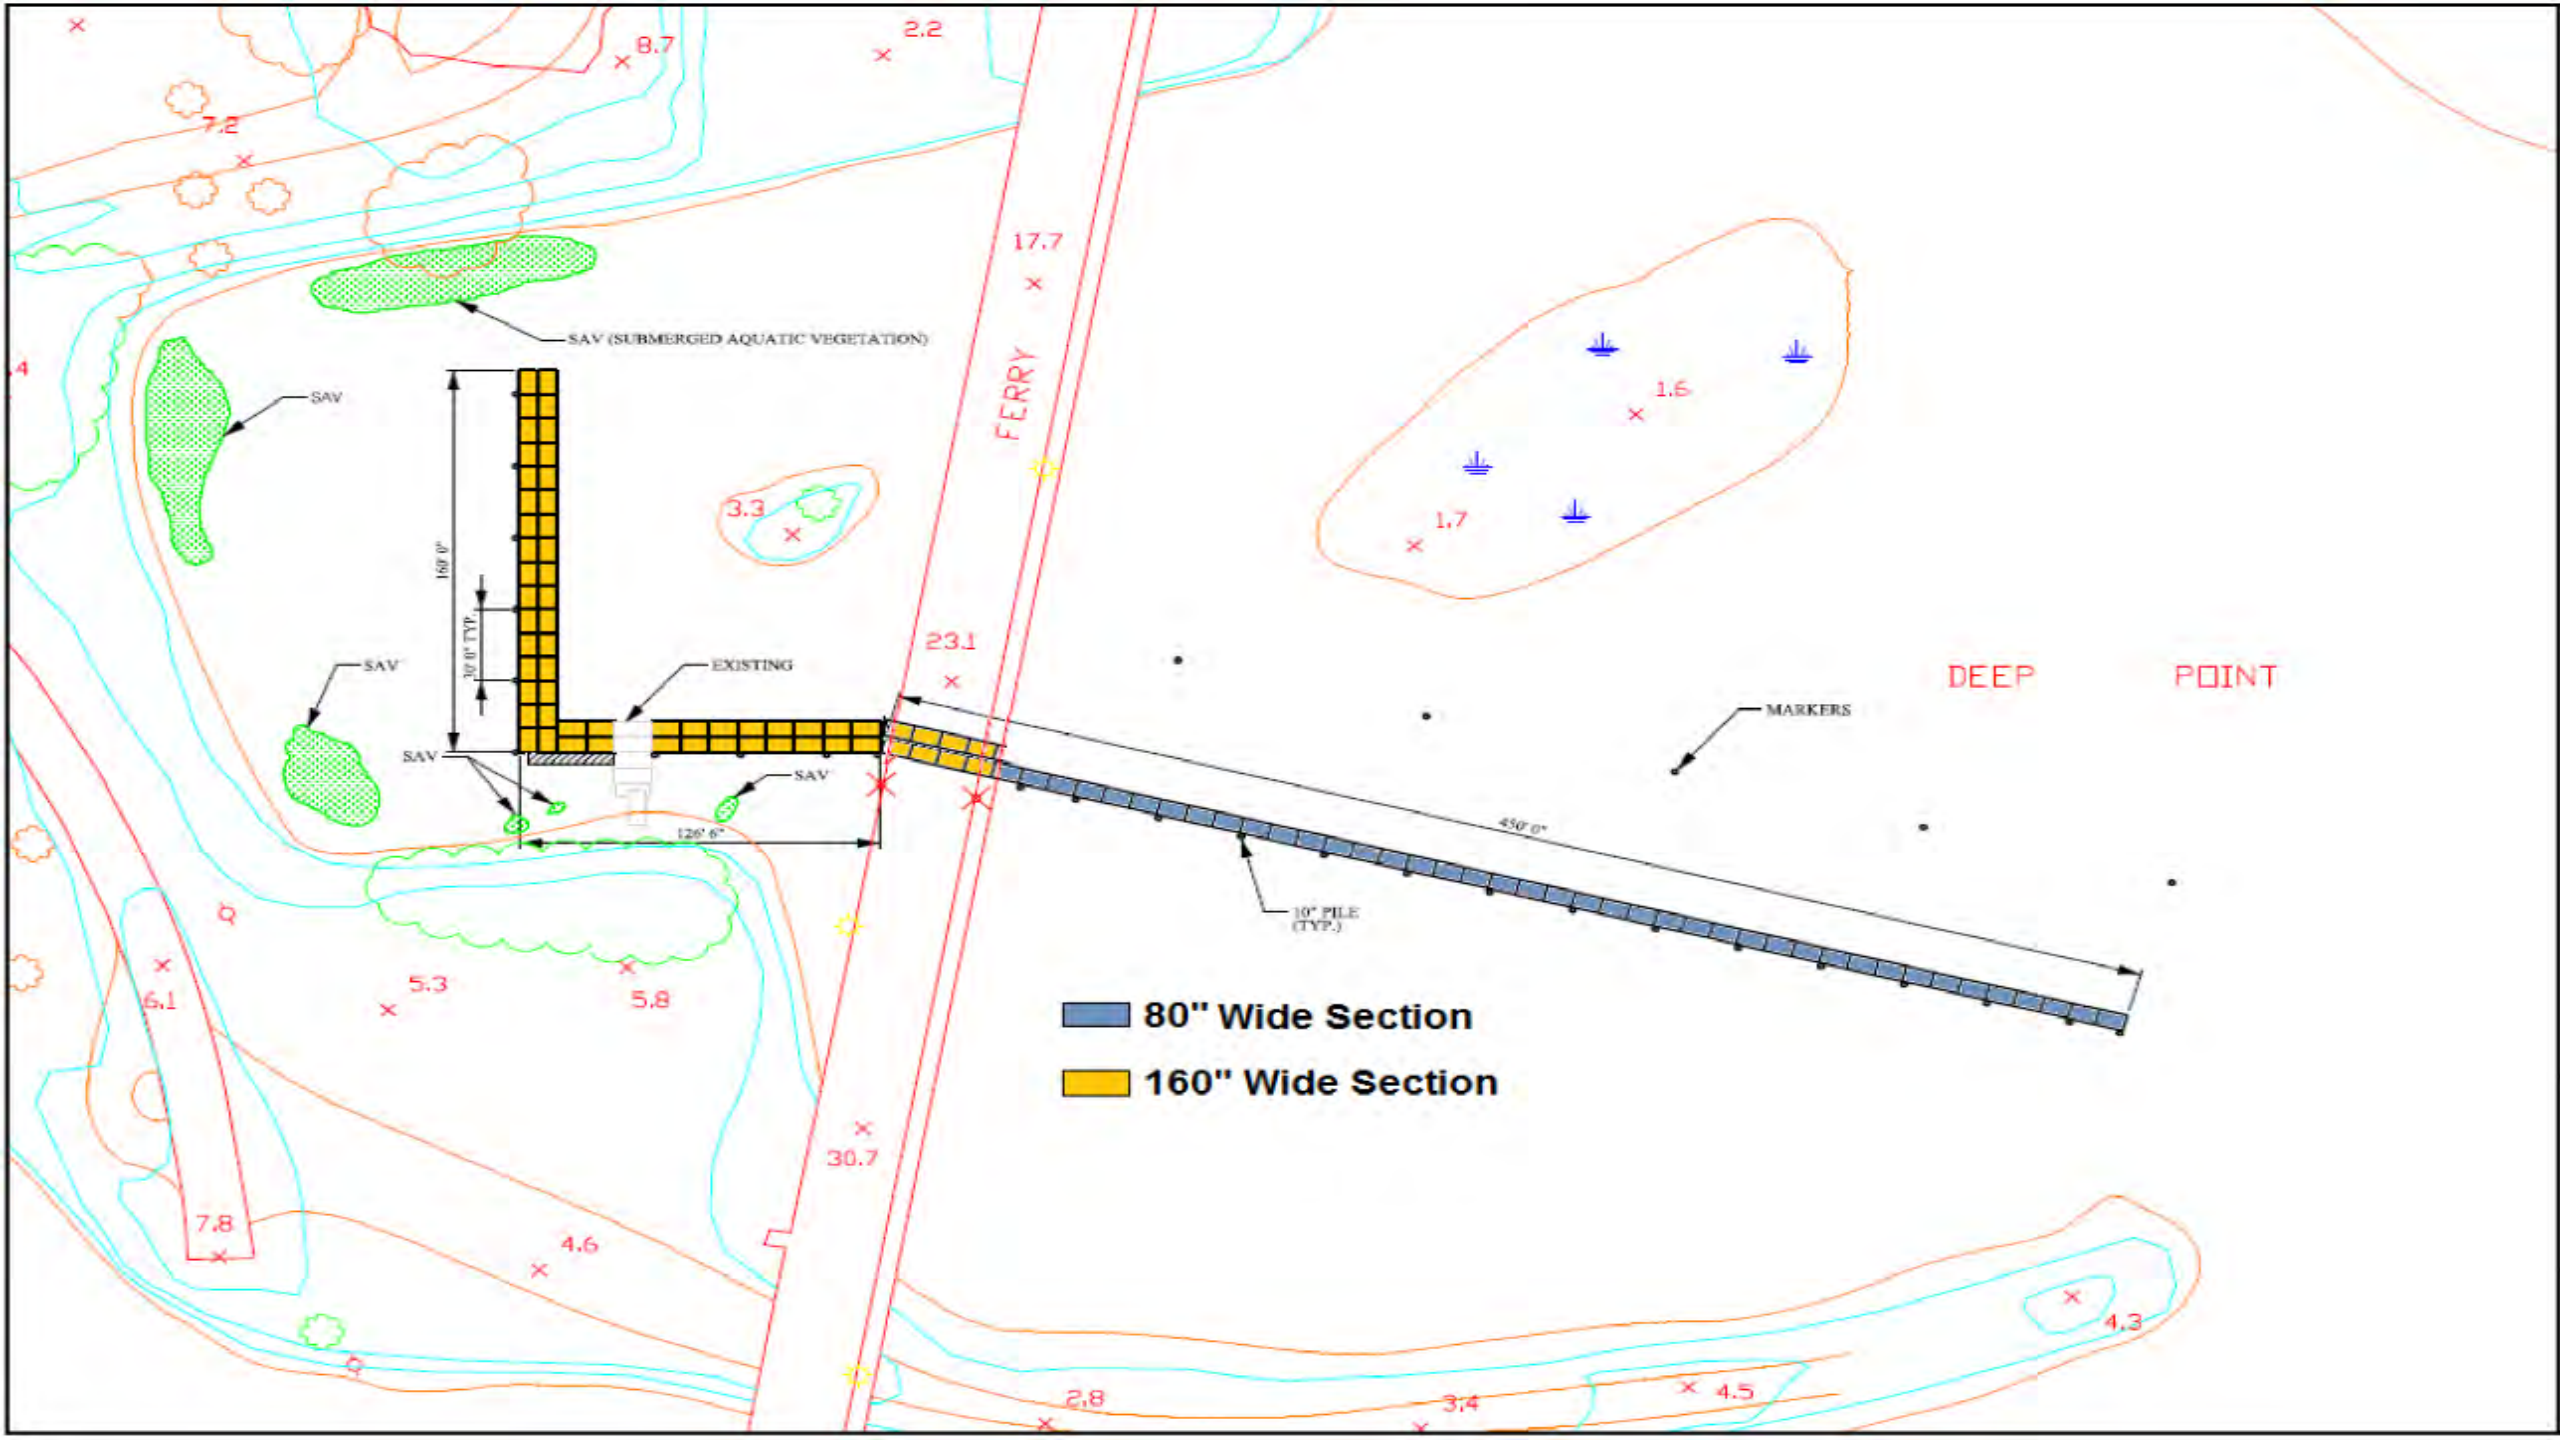 2.2
8.7
7.2
17.7
SAV (SUBMERGED AQUATIC VEGETATION)
.4
SAV
FERRY
1.6
3.3
1.7
160' 0"
30' 0" TYP.
23.1
SAV
EXISTING
DEEP POINT
MARKERS
SAV
SAV
126' 6"
450' 0"
10" PILE
(TYP.)
5.3
6.1
5.8
80" Wide Section
160" Wide Section
30.7
7.8
4.6
4.3
2.8
3.4
4.5